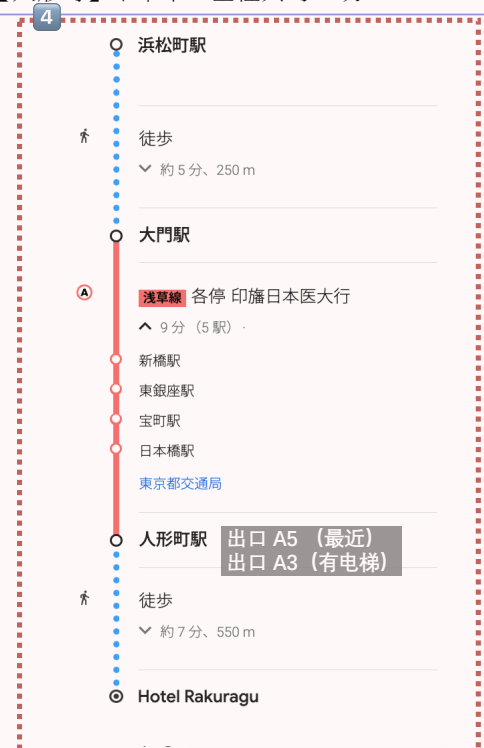 4
浜松町駅
徒歩
約 5 分、250 m
大門駅
A
浅草線 各停 印旛日本医大行
9 分（5 駅）·
新橋駅
東銀座駅
宝町駅
日本橋駅
東京都交通局
人形町駅
出口 A5 （最近）
出口 A3（有电梯）
徒歩
約 7 分、550 m
Hotel Rakuragu